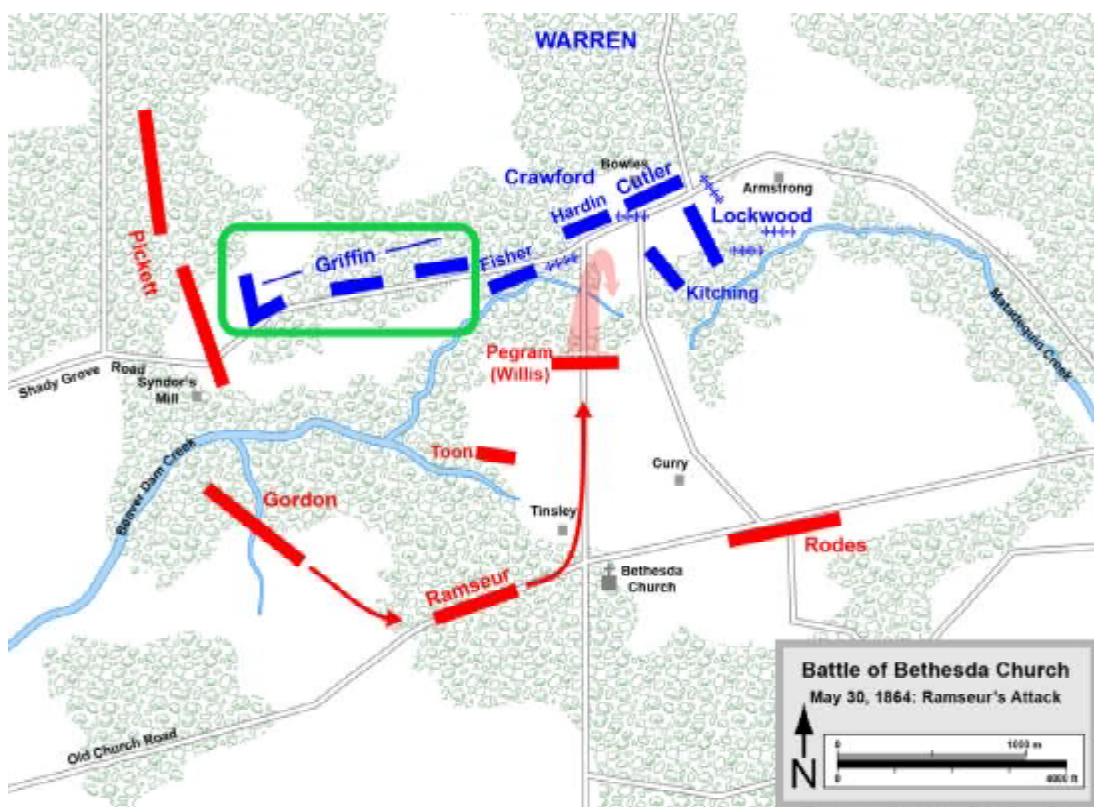 WARREN
Bowles
Crawford
Cutler
Armstrong
Hardin
Lockwood
Pickett
Griffin
Fisher
Kitching
Matadequin Creek
Pegram
(Willis)
Shady Grove Road
Syndor's
Mill
Toon
Curry
Beaver Dam Creek
Gordon
Tinsley
Rodes
Ramseur
Bethesda
Church
Old Church Road
Battle of Bethesda Church
May 30, 1864: Ramseur's Attack
N
0 1000 m
0 4000 ft